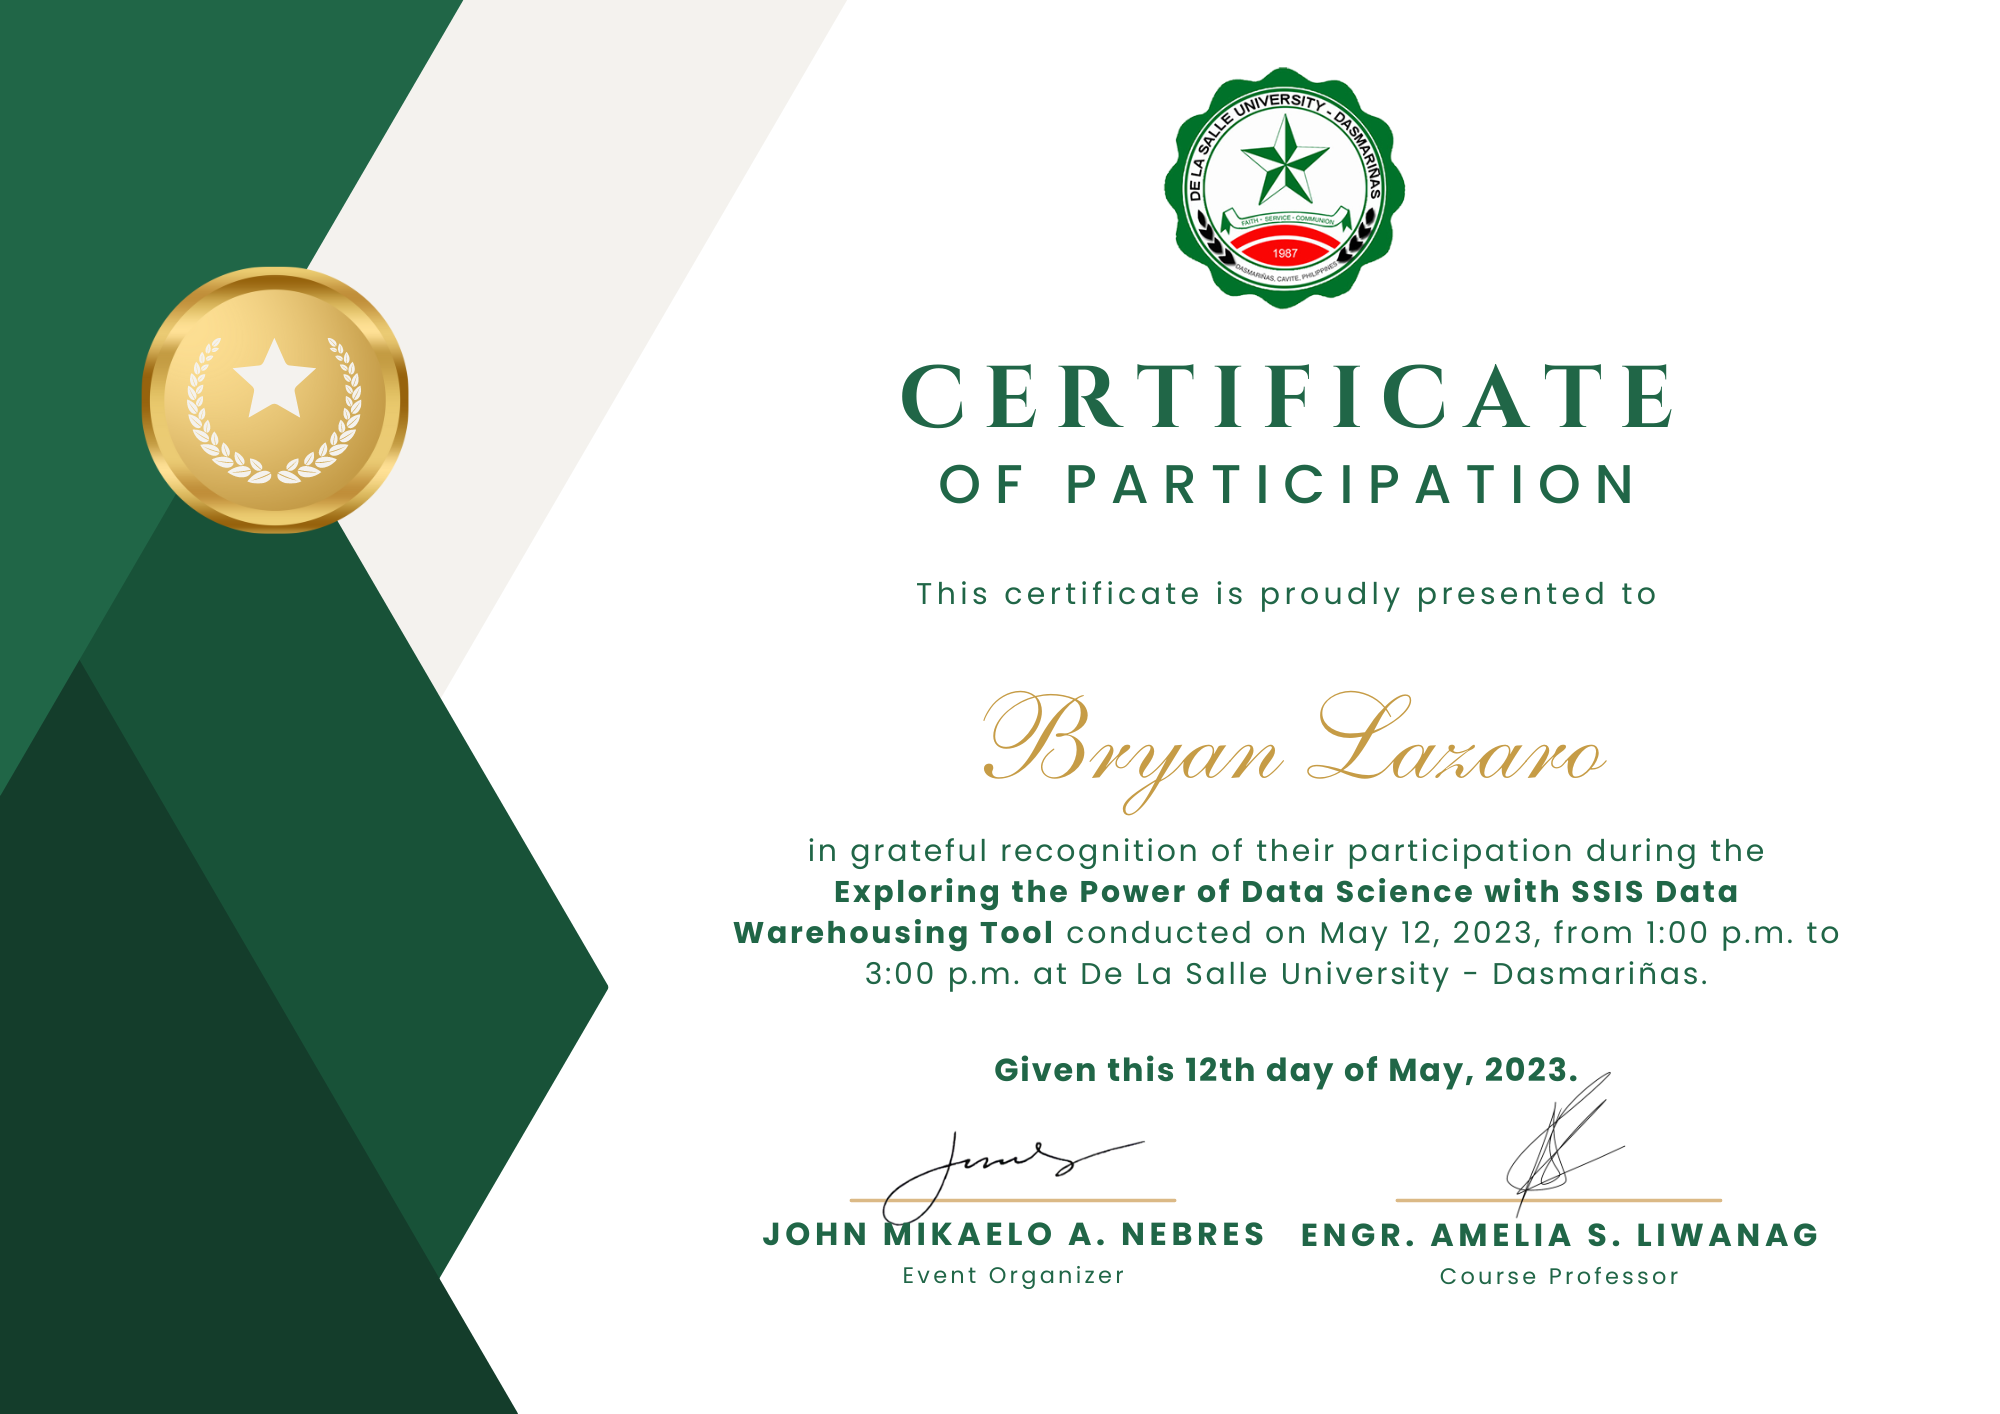 DE LA SALLE UNIVERSITY - DASMARIÑAS
FAITH - SERVICE - COMMUNION
1987
DASMARIÑAS, CAVITE, PHILIPPINES
CERTIFICATE
OF PARTICIPATION
This certificate is proudly presented to
Bryan Lazaro
in grateful recognition of their participation during the
Exploring the Power of Data Science with SSIS Data
Warehousing Tool conducted on May 12, 2023, from 1:00 p.m. to
3:00 p.m. at De La Salle University - Dasmariñas.
Given this 12th day of May, 2023.
JOHN MIKAELO A. NEBRES
Event Organizer
ENGR. AMELIA S. LIWANAG
Course Professor